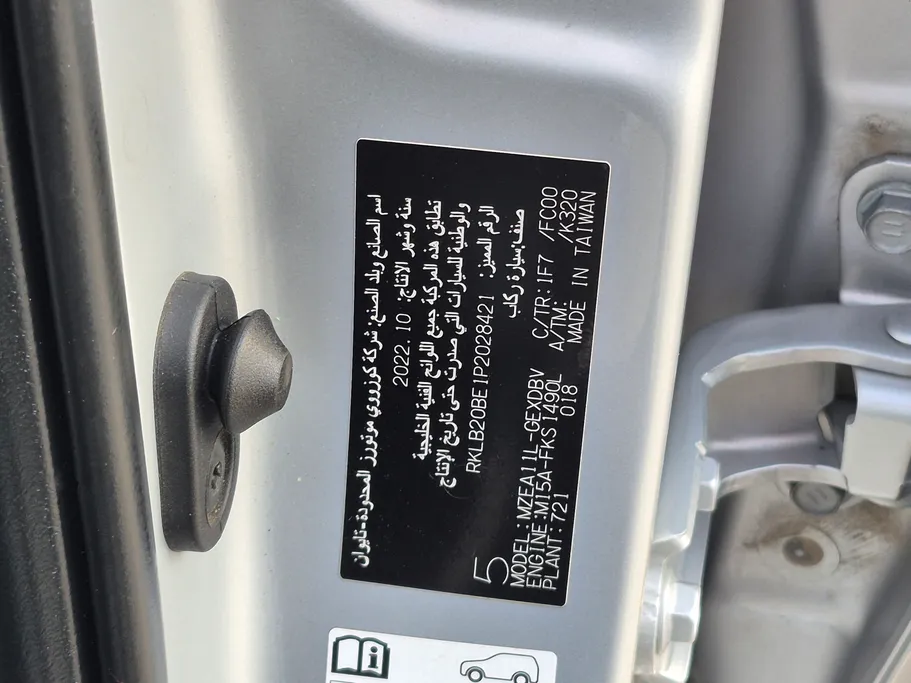 اسم الصانع وبلد الصنع: شركة كوزووي موتورز المحدودة-تايوان
سنة وشهر الإنتاج: 2022.10
تطابق هذه المركبة جميع اللوائح الفنية الخليجية
والوطنية للسيارات التي صدرت حتى تاريخ الإنتاج
الرقم المميز: RKLB20BE1P2028421
صنف:سيارة ركاب
5
MODEL:MZEA11L-GEXDBV C/TR:1F7 /FC00
ENGINE:M15A-FKS 1490L A/TM: /K320
PLANT:721 018 MADE IN TAIWAN
i